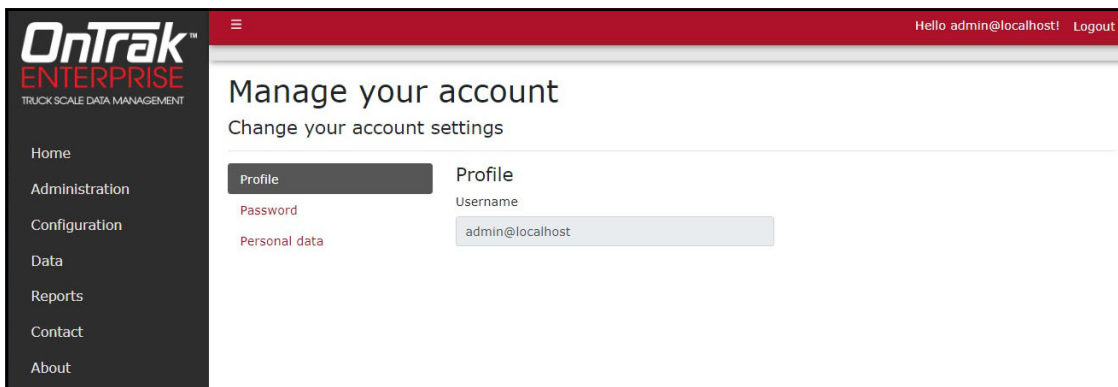 OnTrak™
ENTERPRISE
TRUCK SCALE DATA MANAGEMENT
Home
Administration
Configuration
Data
Reports
Contact
About
☰ Hello admin@localhost! Logout
Manage your account
Change your account settings
Profile
Password
Personal data
Profile
Username
admin@localhost